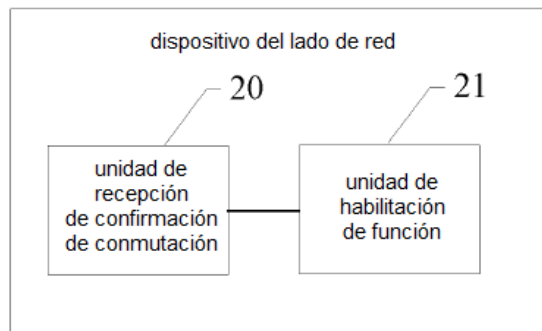 dispositivo del lado de red
20
21
unidad de
recepción
de confirmación
de conmutación
unidad de
habilitación
de función